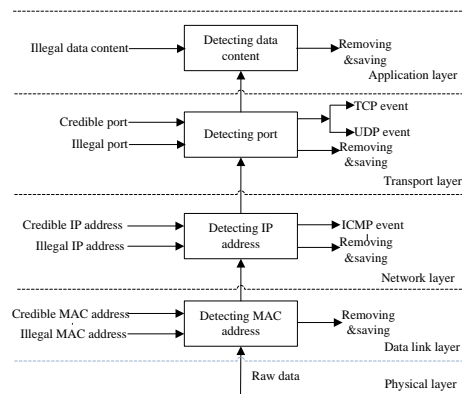 Illegal data content
Detecting data
content
Removing
&saving
Application layer
Credible port
Illegal port
Detecting port
TCP event
UDP event
Removing
&saving
Transport layer
Credible IP address
Illegal IP address
Detecting IP
address
ICMP event
Removing
&saving
Network layer
Credible MAC address
Illegal MAC address
Detecting MAC
address
Removing
&saving
Data link layer
Raw data
Physical layer